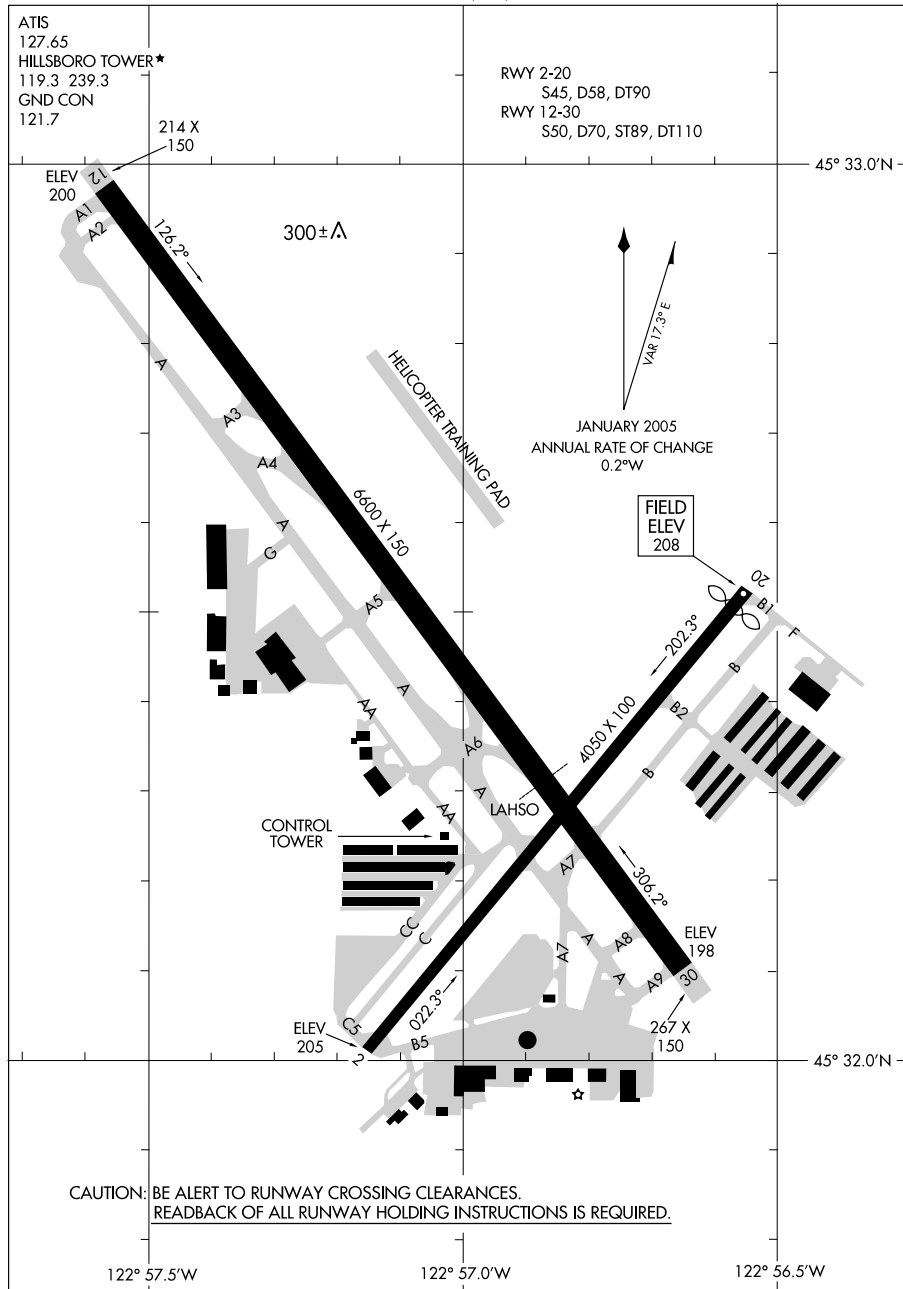 ATIS
127.65
HILLSBORO TOWER★
119.3 239.3
GND CON
121.7
RWY 2-20
S45, D58, DT90
RWY 12-30
S50, D70, ST89, DT110
214 X
150
45° 33.0'N
ELEV
200
12
A1
A2
126.2°
300±
VAR 17.3° E
A
HELICOPTER TRAINING PAD
JANUARY 2005
ANNUAL RATE OF CHANGE
0.2°W
A3
A4
6600 X 150
FIELD
ELEV
208
A
G
20
B1
F
A5
202.3°
B
A
AA
B2
4050 X 100
A6
B
A
LAHSO
AA
CONTROL
TOWER
A7
306.2°
CC
C
A7
A
A8
ELEV
198
A
A9
30
022.3°
C5
ELEV
205
2
B5
267 X
150
45° 32.0'N
CAUTION: BE ALERT TO RUNWAY CROSSING CLEARANCES.
READBACK OF ALL RUNWAY HOLDING INSTRUCTIONS IS REQUIRED.
122° 57.5'W
122° 57.0'W
122° 56.5'W